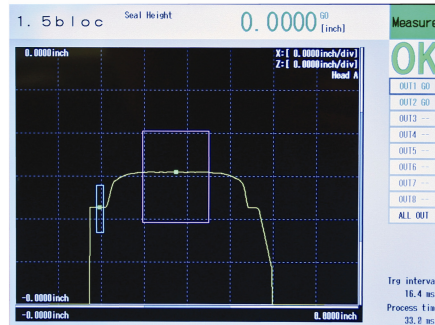 1. 5bloc
Seal Height
0.0000 GO
[inch]
Measure
OK
0.0000inch
X:[ 0.0000inch/div]
Z:[ 0.0000inch/div]
Head A
OUT1 GO
OUT2 GO
OUT3 --
OUT4 --
OUT5 --
OUT6 --
OUT7 --
OUT8 --
ALL OUT
-0.0000inch
-0.0000inch
0.0000inch
Trg interva
16.4 ms
Process tim
33.0 ms